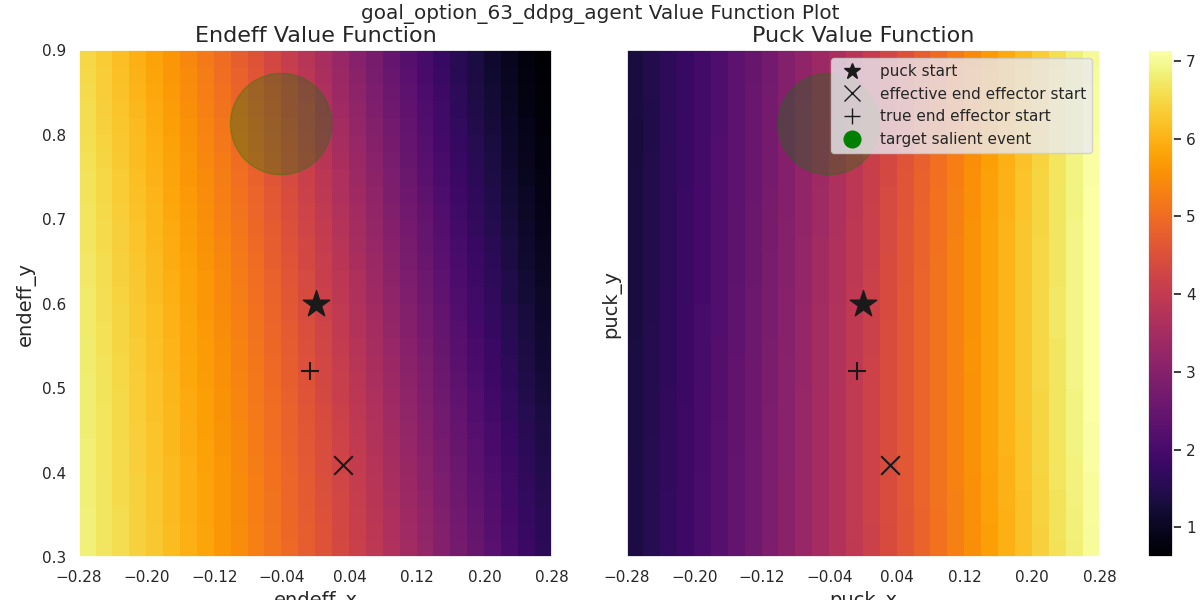 goal_option_63_ddpg_agent Value Function Plot
Endeff Value Function
Puck Value Function
puck start
effective end effector start
true end effector start
target salient event
endeff_y
0.9
0.8
0.7
0.6
0.5
0.4
0.3
−0.28 −0.20 −0.12 −0.04 0.04 0.12 0.20 0.28
endeff_x
puck_y
−0.28 −0.20 −0.12 −0.04 0.04 0.12 0.20 0.28
puck_x
7
6
5
4
3
2
1